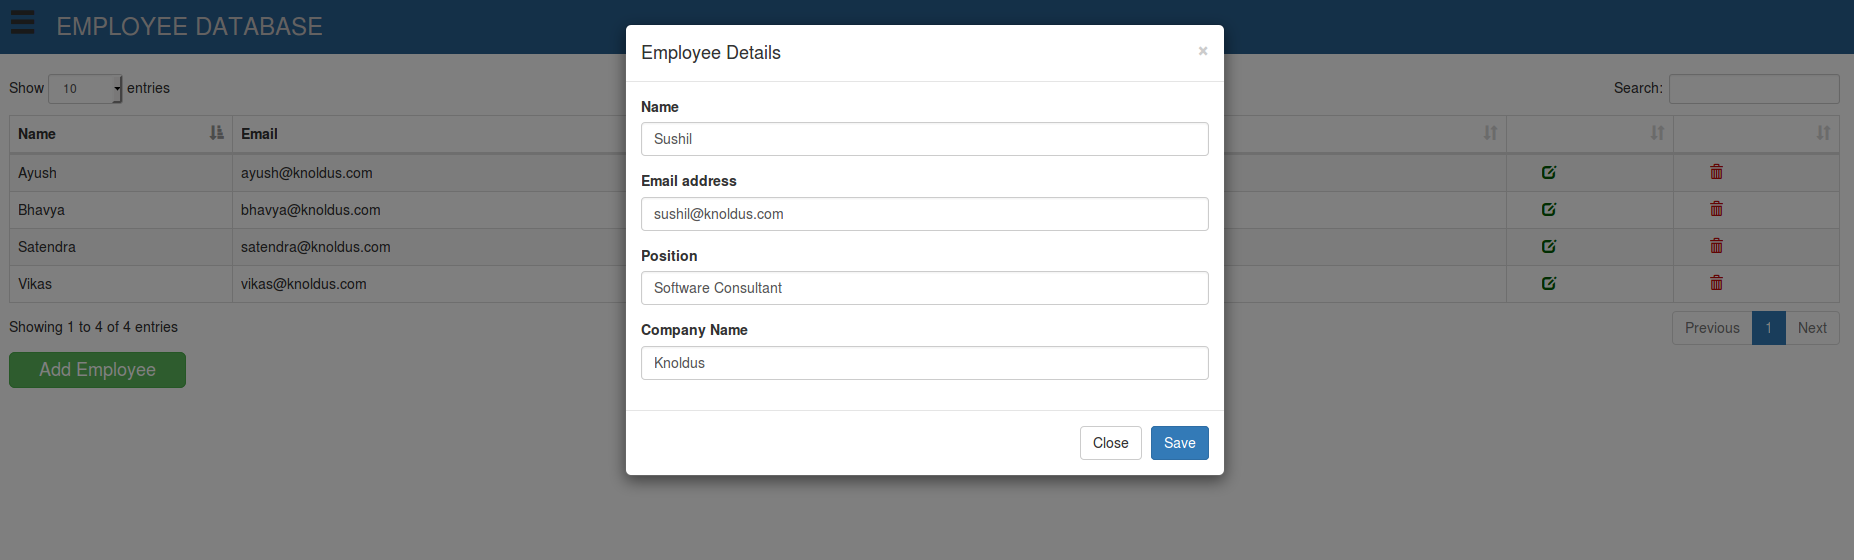 EMPLOYEE DATABASE
Show 10 entries
Search:
Name Email
Ayush ayush@knoldus.com
Bhavya bhavya@knoldus.com
Satendra satendra@knoldus.com
Vikas vikas@knoldus.com
Showing 1 to 4 of 4 entries
Previous 1 Next
Add Employee
Employee Details ×
Name
Sushil
Email address
sushil@knoldus.com
Position
Software Consultant
Company Name
Knoldus
Close Save